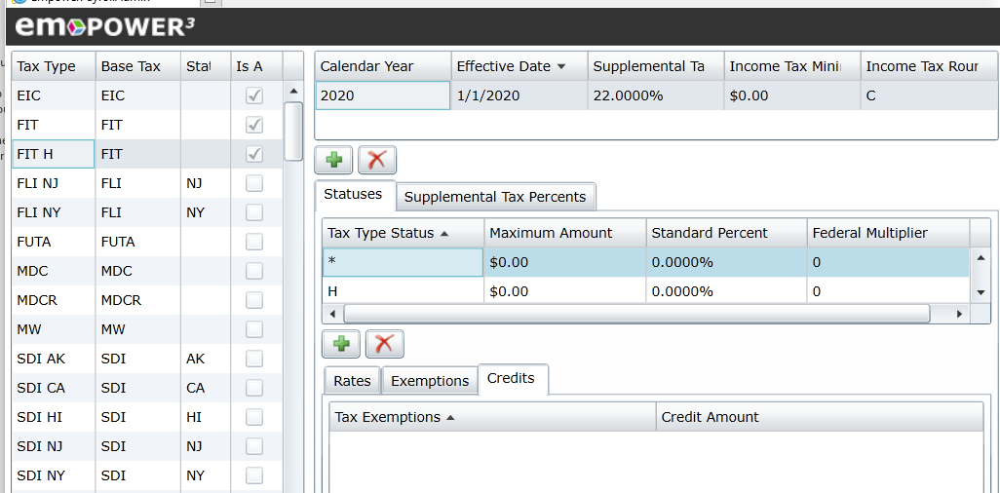 emPOWER³
Tax Type Base Tax Stat Is A
EIC EIC
FIT FIT
FIT H FIT
FLI NJ FLI NJ
FLI NY FLI NY
FUTA FUTA
MDC MDC
MDCR MDCR
MW MW
SDI AK SDI AK
SDI CA SDI CA
SDI HI SDI HI
SDI NJ SDI NJ
SDI NY SDI NY
Calendar Year Effective Date Supplemental Ta Income Tax Mini Income Tax Roun
2020 1/1/2020 22.0000% $0.00 C
Statuses Supplemental Tax Percents
Tax Type Status Maximum Amount Standard Percent Federal Multiplier
* $0.00 0.0000% 0
H $0.00 0.0000% 0
Rates Exemptions Credits
Tax Exemptions Credit Amount